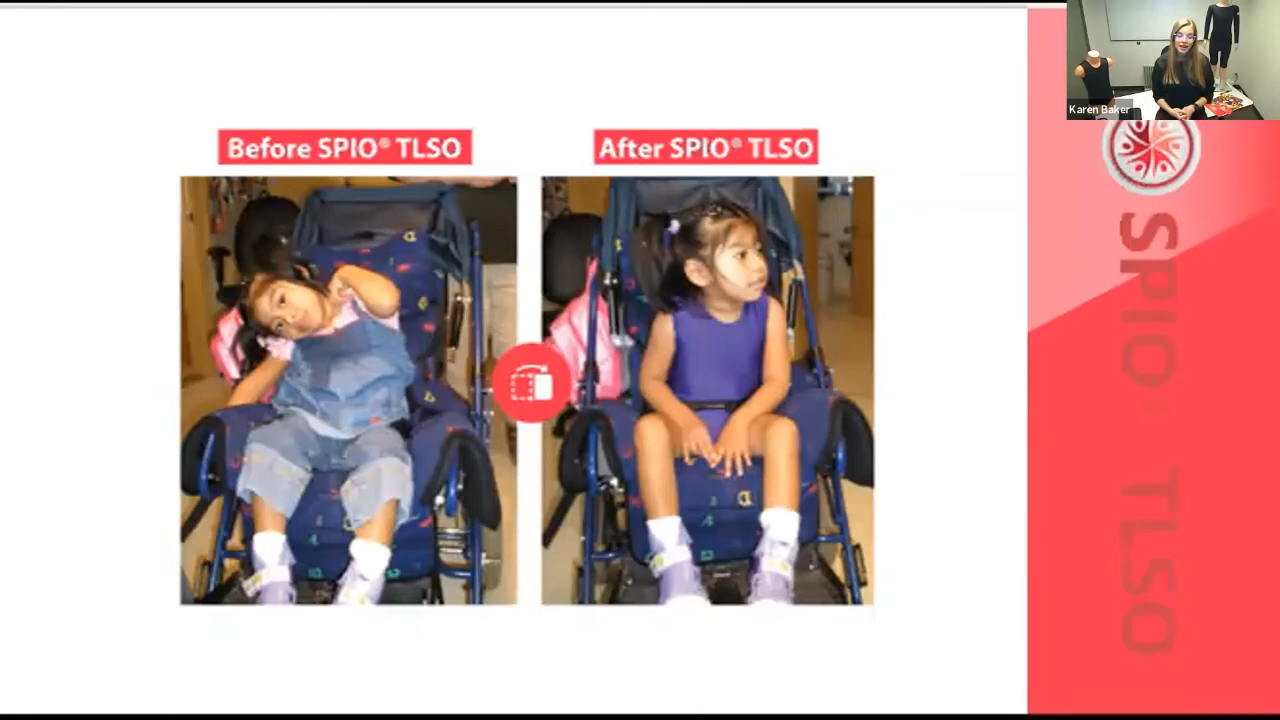 Before SPIO® TLSO
After SPIO® TLSO
Karen Baker
SPIO® TLSO